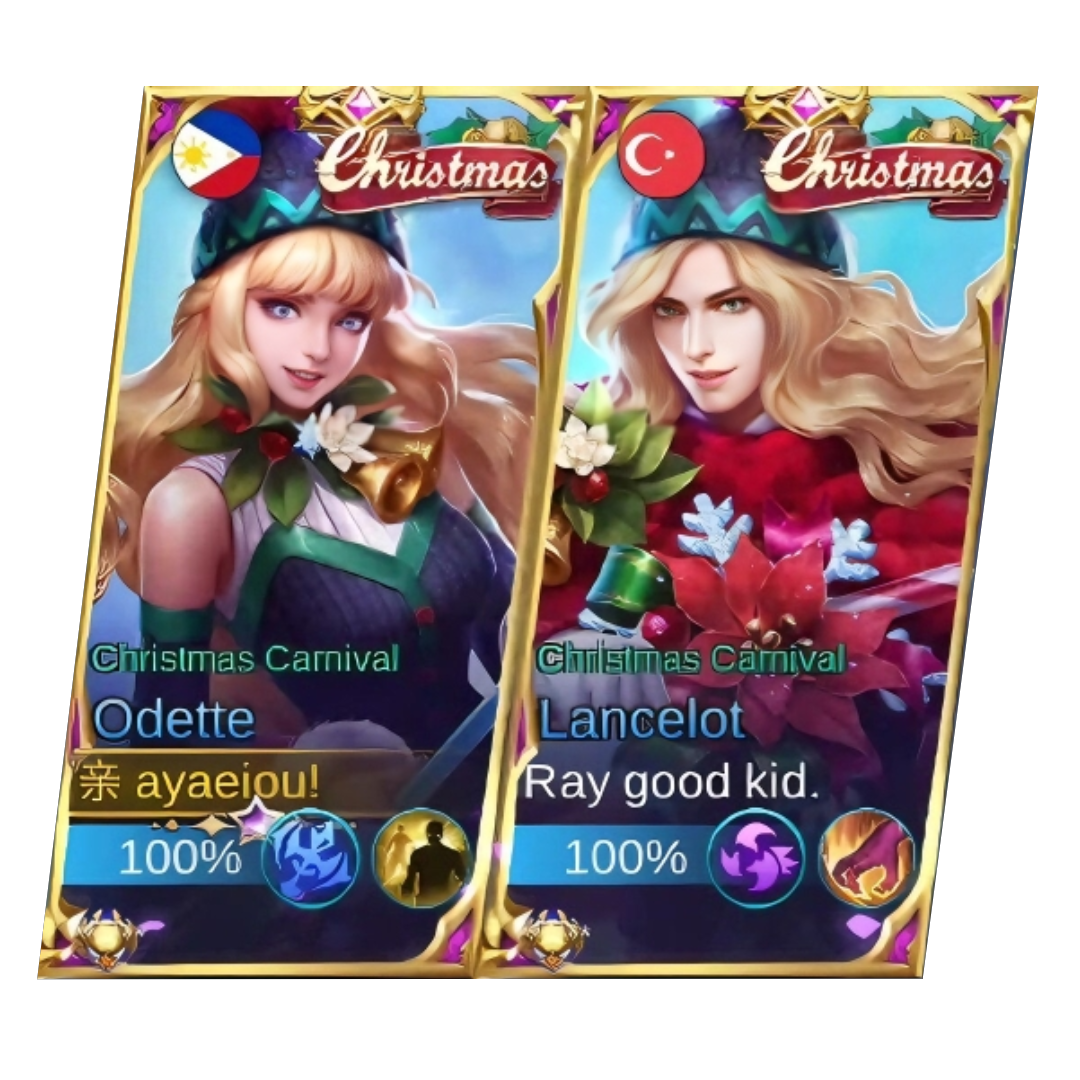 Christmas
Christmas Carnival
Odette
亲 ayaeiou!
100%
Christmas
Christmas Carnival
Lancelot
Ray good kid.
100%